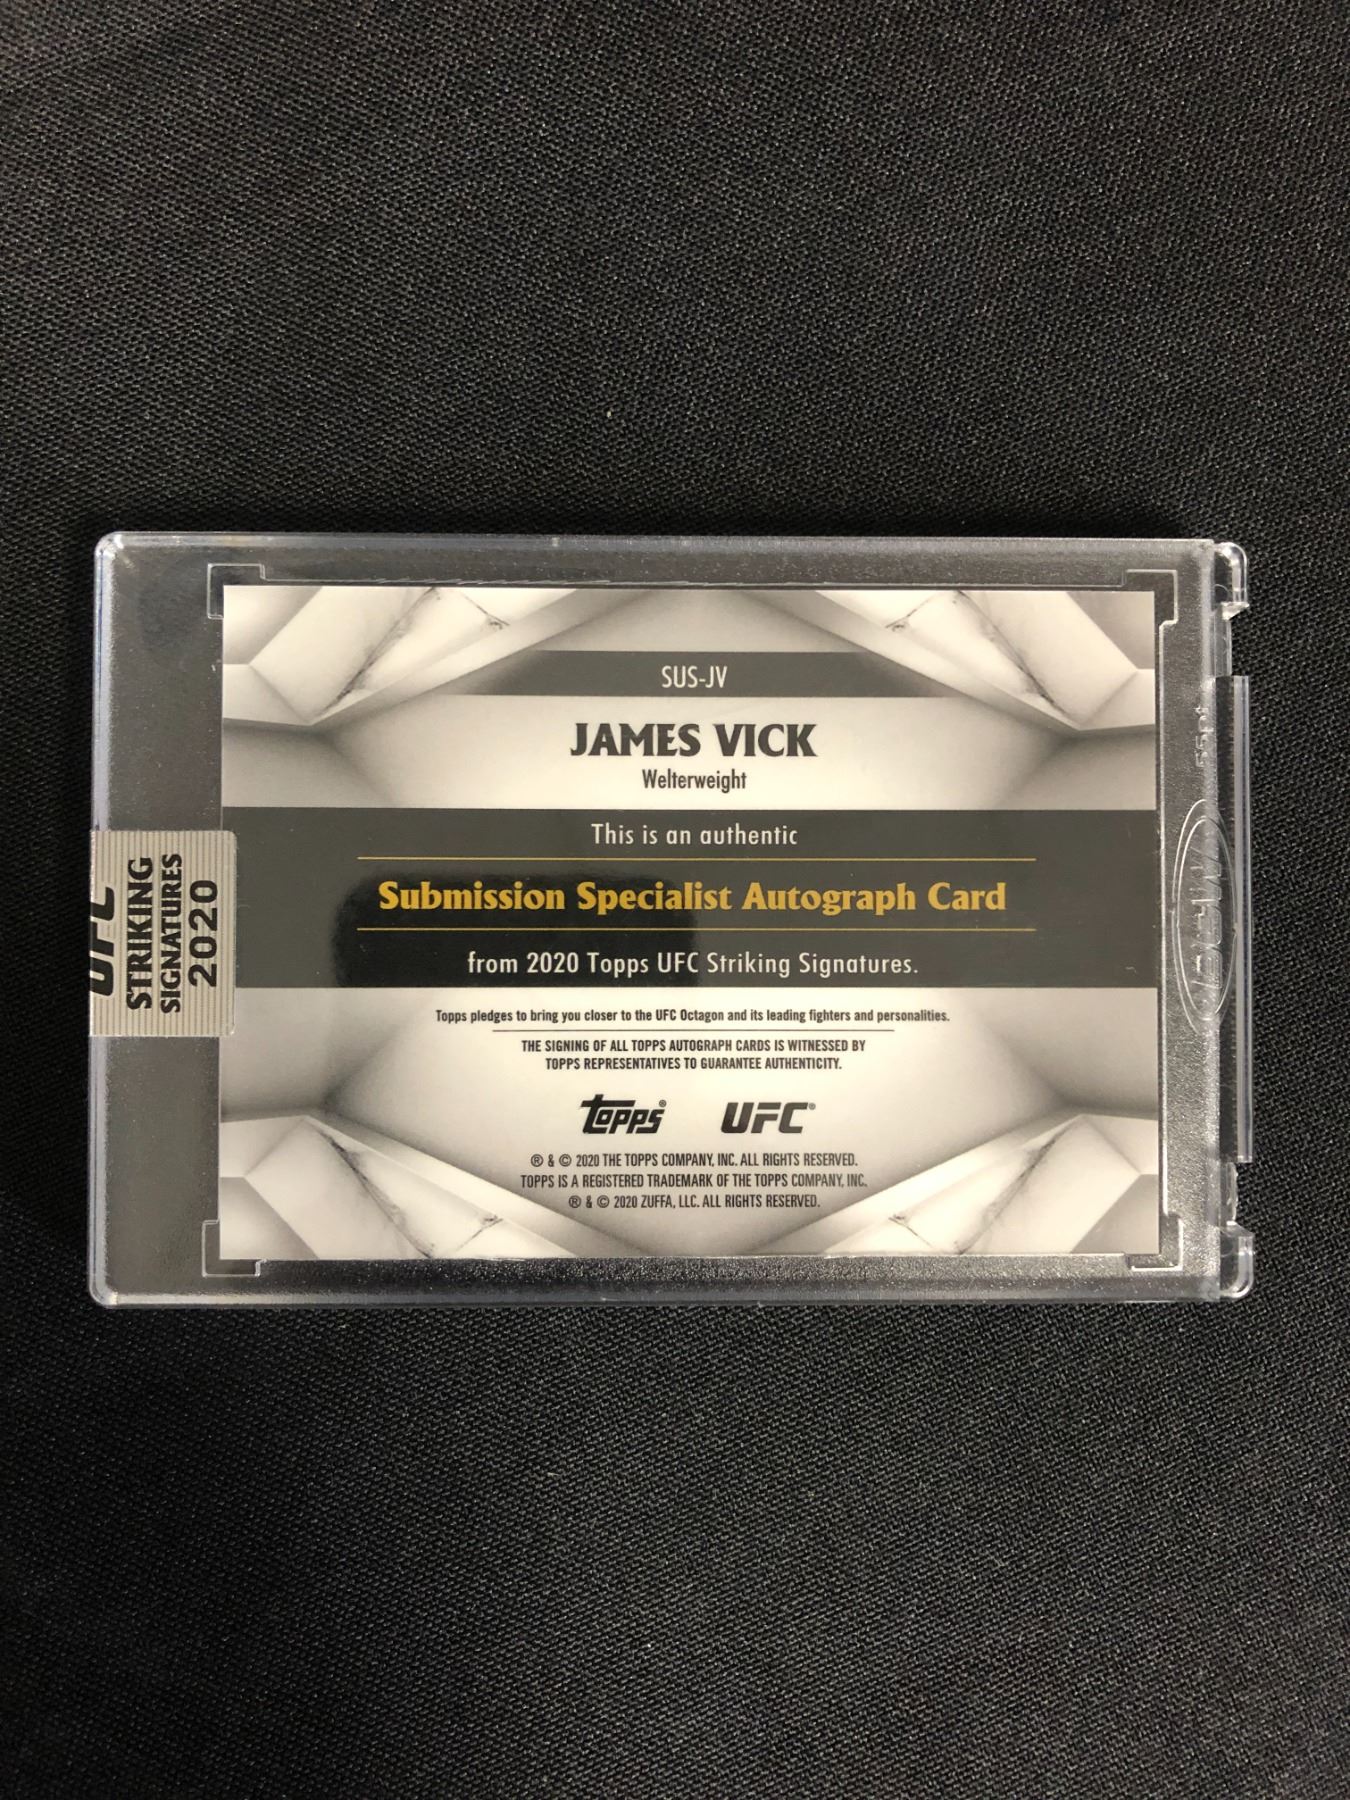 SUS-JV
JAMES VICK
Welterweight
This is an authentic
Submission Specialist Autograph Card
from 2020 Topps UFC Striking Signatures.
Topps pledges to bring you closer to the UFC Octagon and its leading fighters and personalities.
THE SIGNING OF ALL TOPPS AUTOGRAPH CARDS IS WITNESSED BY
TOPPS REPRESENTATIVES TO GUARANTEE AUTHENTICITY.
Topps® UFC®
® & © 2020 THE TOPPS COMPANY, INC. ALL RIGHTS RESERVED.
TOPPS IS A REGISTERED TRADEMARK OF THE TOPPS COMPANY, INC.
® & © 2020 ZUFFA, LLC. ALL RIGHTS RESERVED.
UFC
STRIKING
SIGNATURES
2020
55pt
BCW